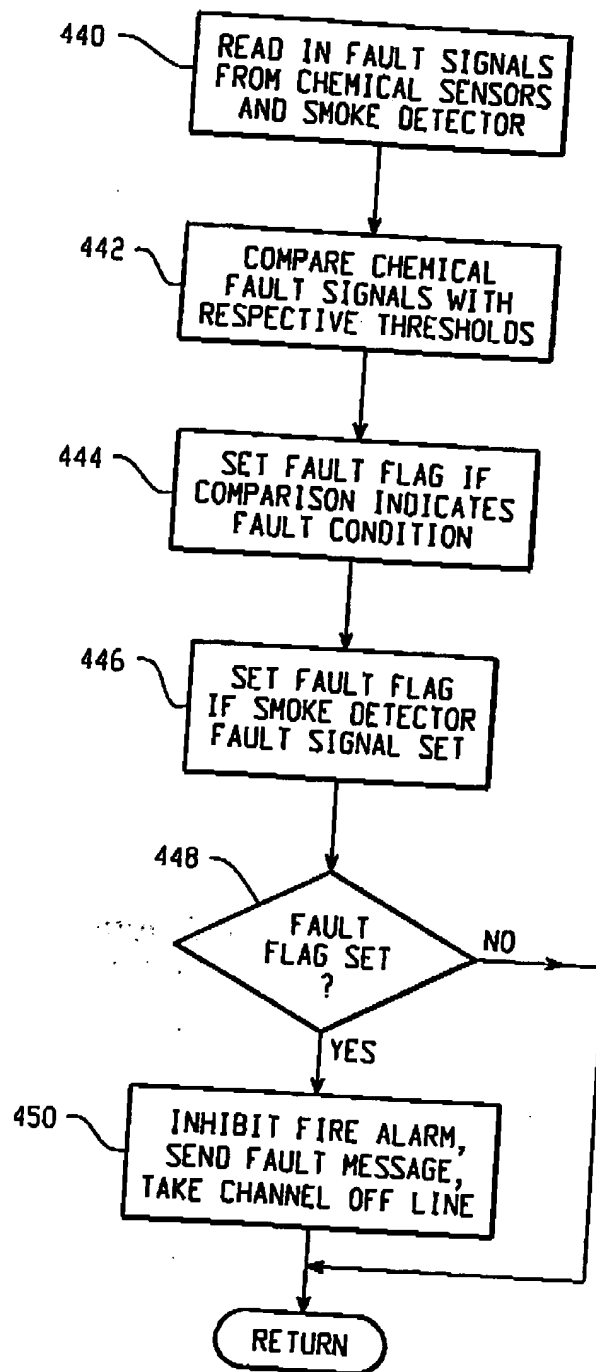 440
READ IN FAULT SIGNALS
FROM CHEMICAL SENSORS
AND SMOKE DETECTOR
442
COMPARE CHEMICAL
FAULT SIGNALS WITH
RESPECTIVE THRESHOLDS
444
SET FAULT FLAG IF
COMPARISON INDICATES
FAULT CONDITION
446
SET FAULT FLAG
IF SMOKE DETECTOR
FAULT SIGNAL SET
448
FAULT
FLAG SET
?
NO
YES
450
INHIBIT FIRE ALARM,
SEND FAULT MESSAGE,
TAKE CHANNEL OFF LINE
RETURN